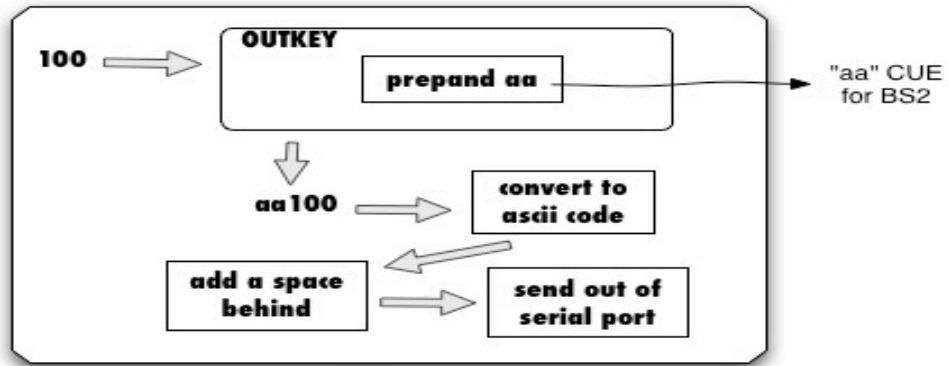 OUTKEY
100
prepand aa
"aa" CUE
for BS2
aa100
convert to
ascii code
add a space
behind
send out of
serial port